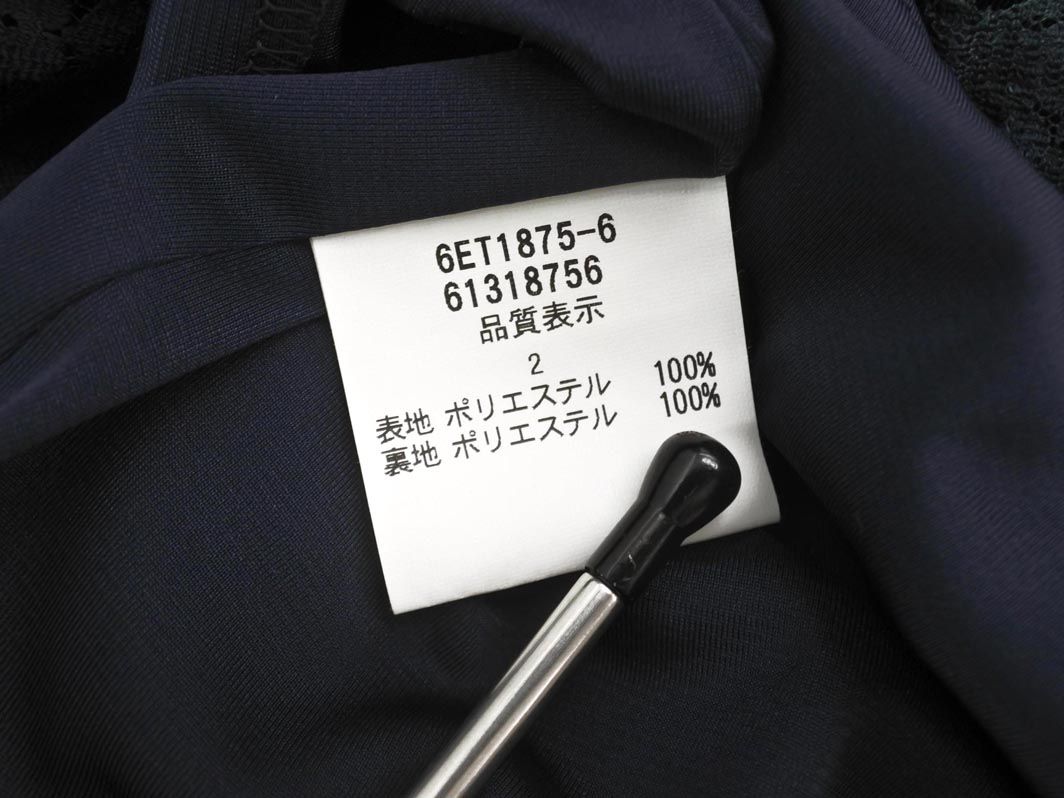 6ET1875-6
61318756
品質表示
2
表地 ポリエステル 100%
裏地 ポリエステル 100%